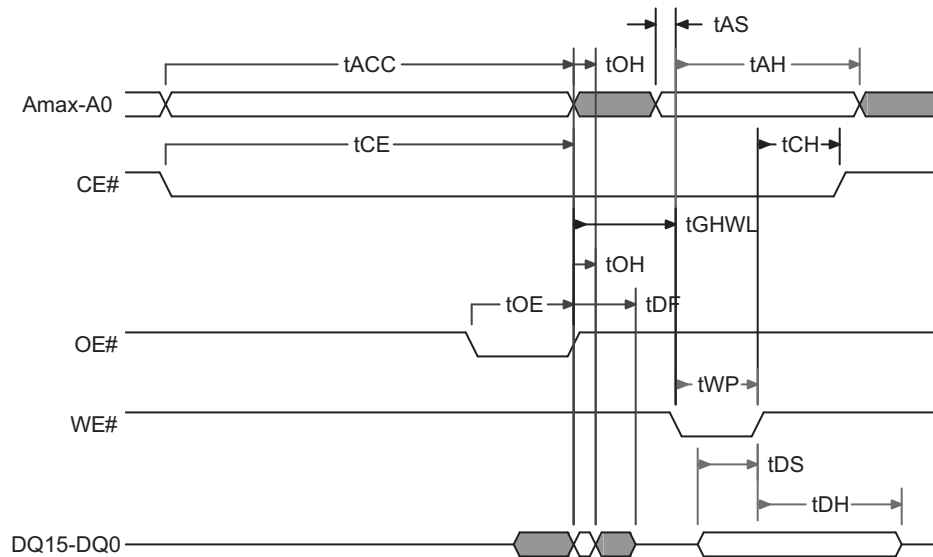 tAS
tACC
tOH
tAH
Amax-A0
tCE
tCH
CE#
tGHWL
tOH
tOE
tDF
OE#
tWP
WE#
tDS
tDH
DQ15-DQ0